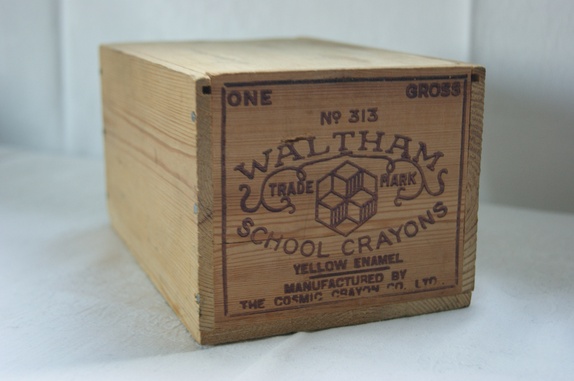 ONE GROSS
Nº 313
WALTHAM
TRADE MARK
SCHOOL CRAYONS
YELLOW ENAMEL
MANUFACTURED BY
THE COSMIC CRAYON CO. LTD.